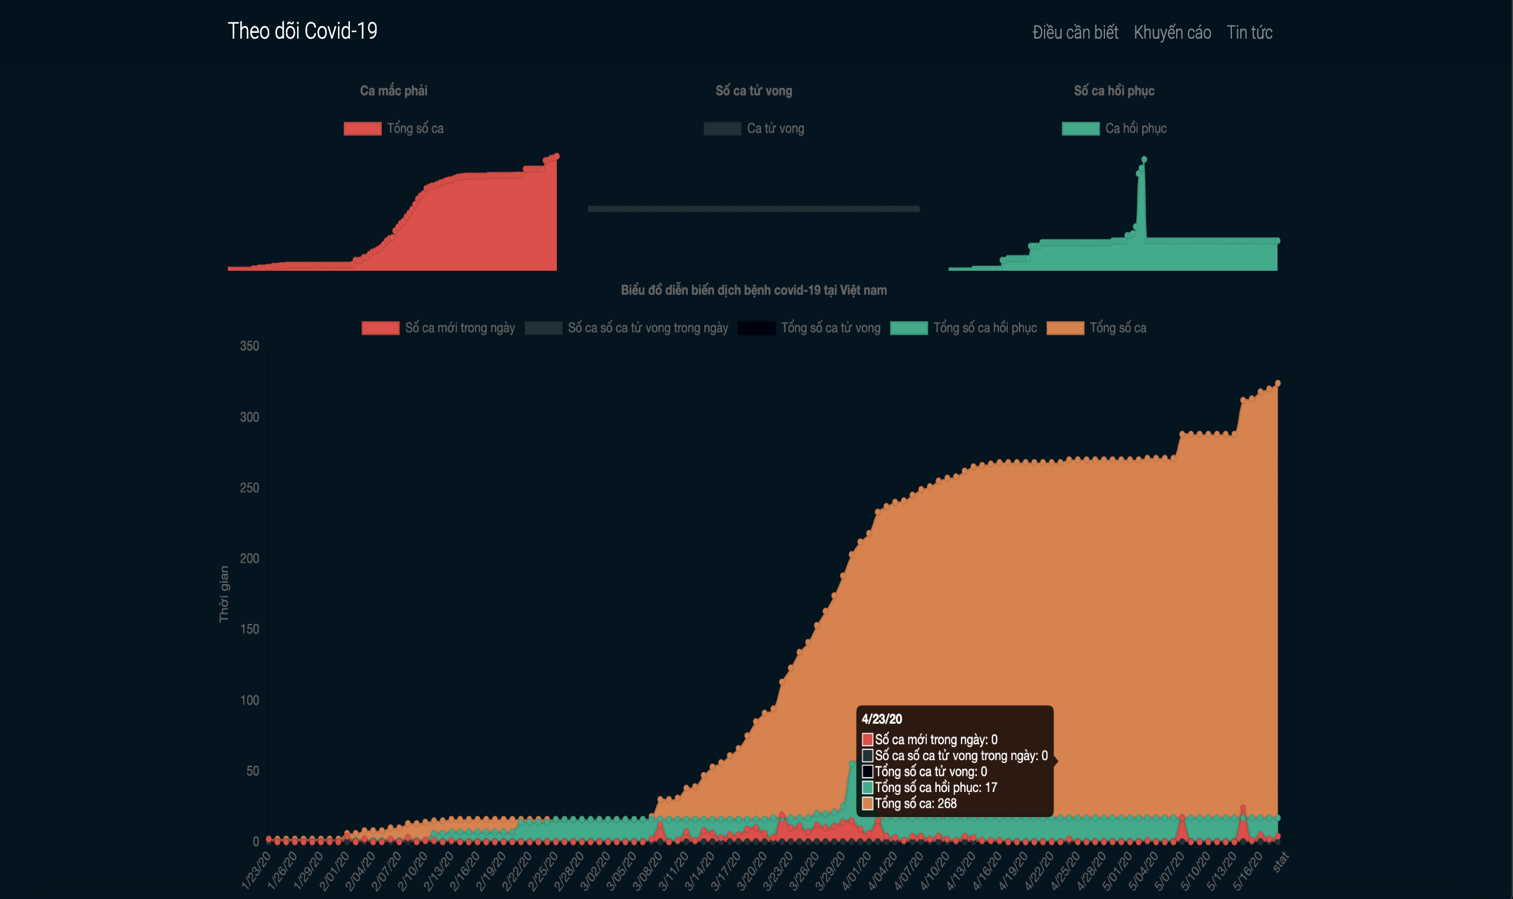 Theo dõi Covid-19
Điều cần biết Khuyến cáo Tin tức
Ca mắc phải
Tổng số ca
Số ca tử vong
Ca tử vong
Số ca hồi phục
Ca hồi phục
Biểu đồ diễn biến dịch bệnh covid-19 tại Việt nam
Số ca mới trong ngày Số ca số ca tử vong trong ngày Tổng số ca tử vong Tổng số ca hồi phục Tổng số ca
Thời gian
350
300
250
200
150
100
50
0
4/23/20
Số ca mới trong ngày: 0
Số ca số ca tử vong trong ngày: 0
Tổng số ca tử vong: 0
Tổng số ca hồi phục: 17
Tổng số ca: 268
1/23/20 1/26/20 1/29/20 2/01/20 2/04/20 2/07/20 2/10/20 2/13/20 2/16/20 2/19/20 2/22/20 2/25/20 2/28/20 3/02/20 3/05/20 3/08/20 3/11/20 3/14/20 3/17/20 3/20/20 3/23/20 3/26/20 3/29/20 4/01/20 4/04/20 4/07/20 4/10/20 4/13/20 4/16/20 4/19/20 4/22/20 4/25/20 4/28/20 5/01/20 5/04/20 5/07/20 5/10/20 5/13/20 5/16/20 stat